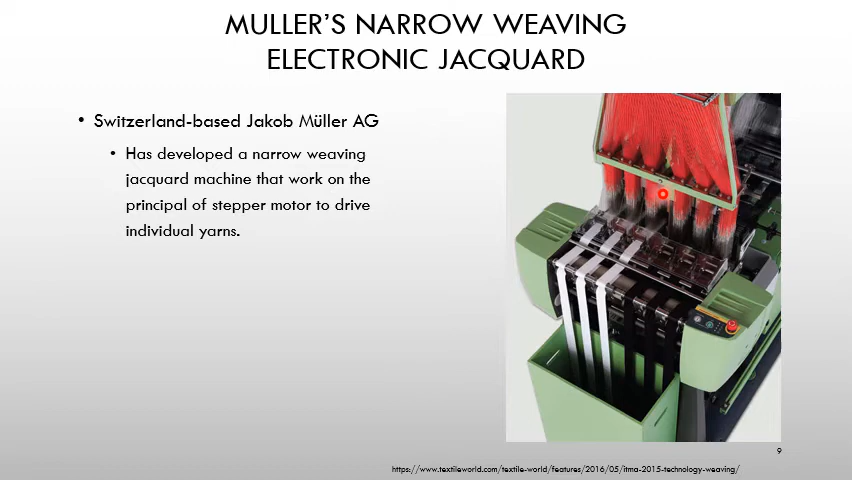 MULLER'S NARROW WEAVING
ELECTRONIC JACQUARD
• Switzerland-based Jakob Müller AG
• Has developed a narrow weaving
jacquard machine that work on the
principal of stepper motor to drive
individual yarns.
9
https://www.textileworld.com/textile-world/features/2016/05/itma-2015-technology-weaving/